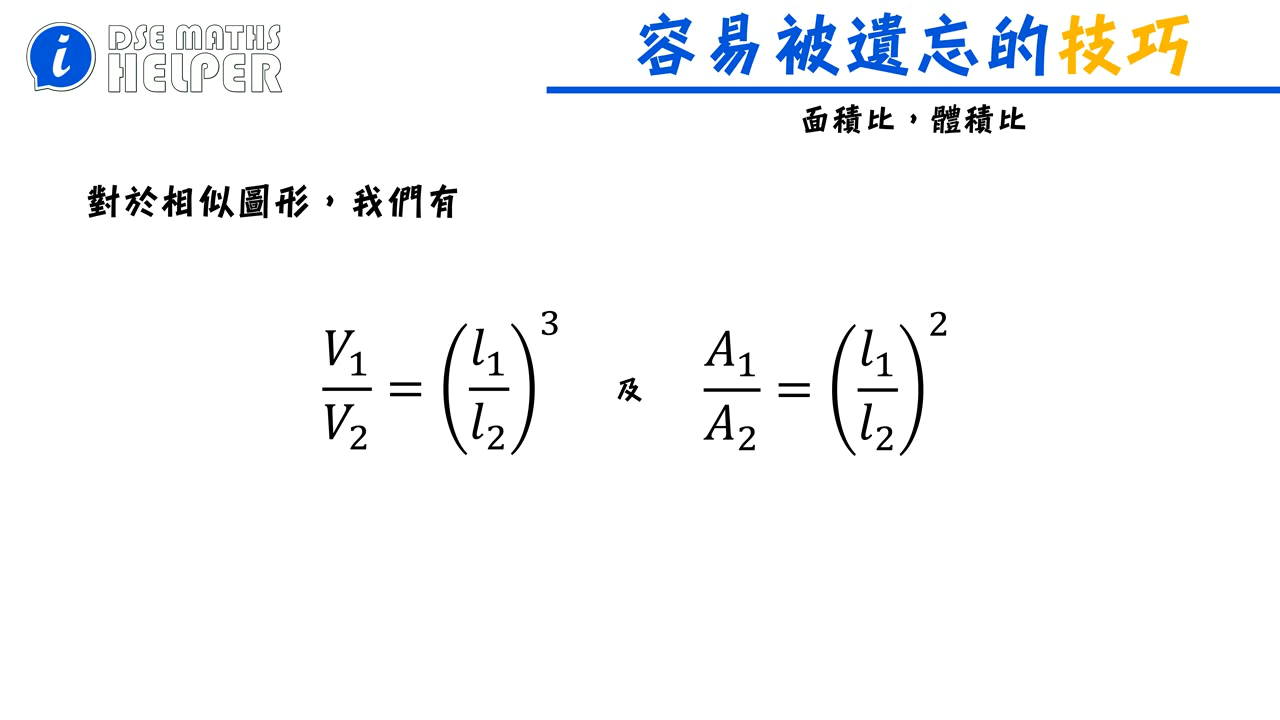 DSE MATHS
HELPER
容易被遺忘的技巧
面積比，體積比
對於相似圖形，我們有
V₁/V₂ = (l₁/l₂)³ 及 A₁/A₂ = (l₁/l₂)²